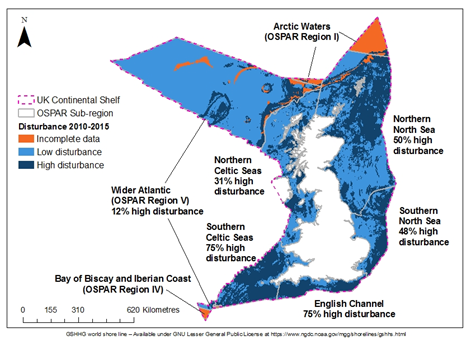 N
Arctic Waters
(OSPAR Region I)
UK Continental Shelf
OSPAR Sub-region
Disturbance 2010-2015
Incomplete data
Low disturbance
High disturbance
Northern
North Sea
50% high
disturbance
Northern
Celtic Seas
31% high
disturbance
Wider Atlantic
(OSPAR Region V)
12% high disturbance
Southern
Celtic Seas
75% high
disturbance
Southern
North Sea
48% high
disturbance
Bay of Biscay and Iberian Coast
(OSPAR Region IV)
0 155 310 620 Kilometres
English Channel
75% high disturbance
GSHHG world shore line – Available under GNU Lesser General Public License at https://www.ngdc.noaa.gov/mgg/shorelines/gshhs.html